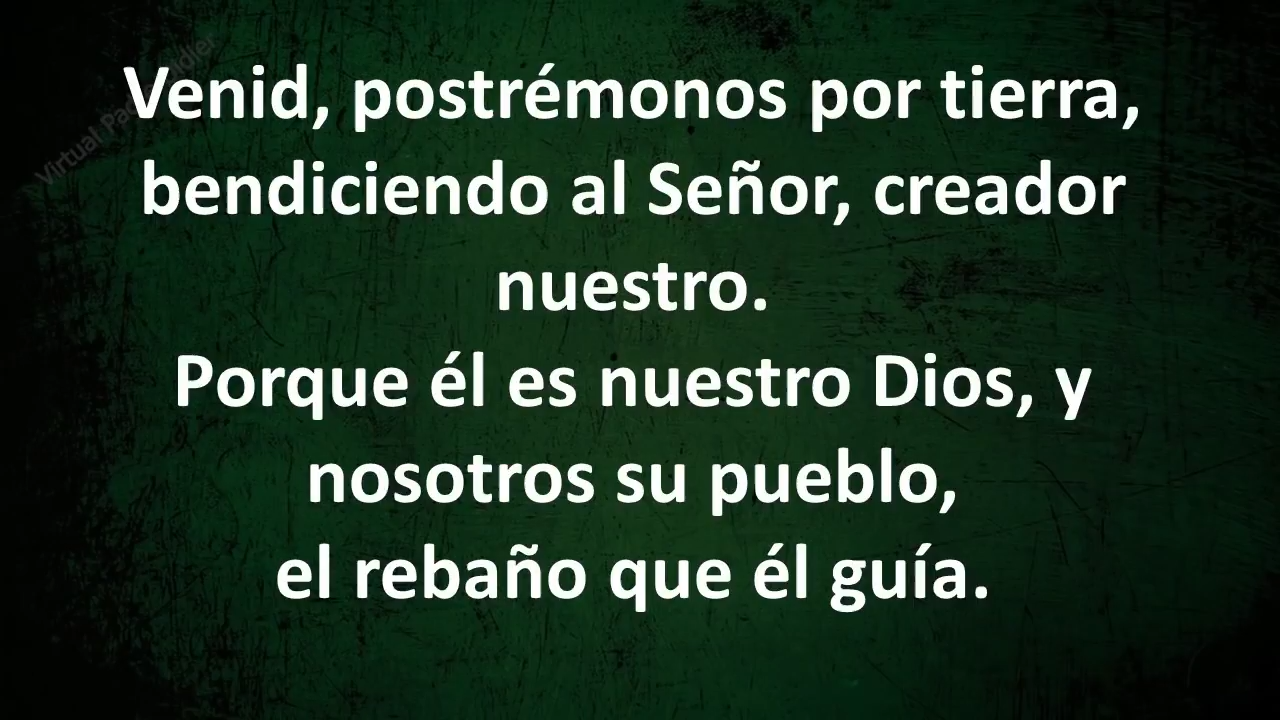 Venid, postrémonos por tierra,
bendiciendo al Señor, creador
nuestro.
Porque él es nuestro Dios, y
nosotros su pueblo,
el rebaño que él guía.
Virtual